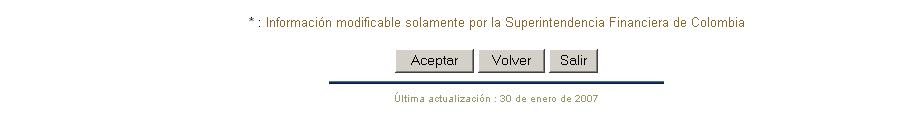 * : Información modificable solamente por la Superintendencia Financiera de Colombia
Aceptar Volver Salir
Última actualización : 30 de enero de 2007